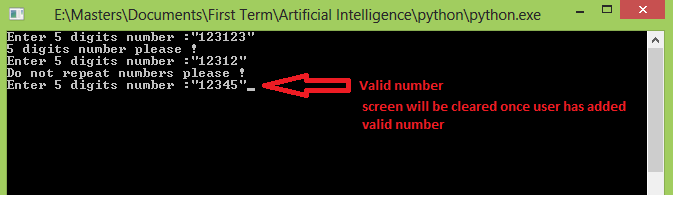 E:\Masters\Documents\First Term\Artificial Intelligence\python\python.exe
Enter 5 digits number :"123123"
5 digits number please !
Enter 5 digits number :"12312"
Do not repeat numbers please !
Enter 5 digits number :"12345"_
Valid number
screen will be cleared once user has added
valid number